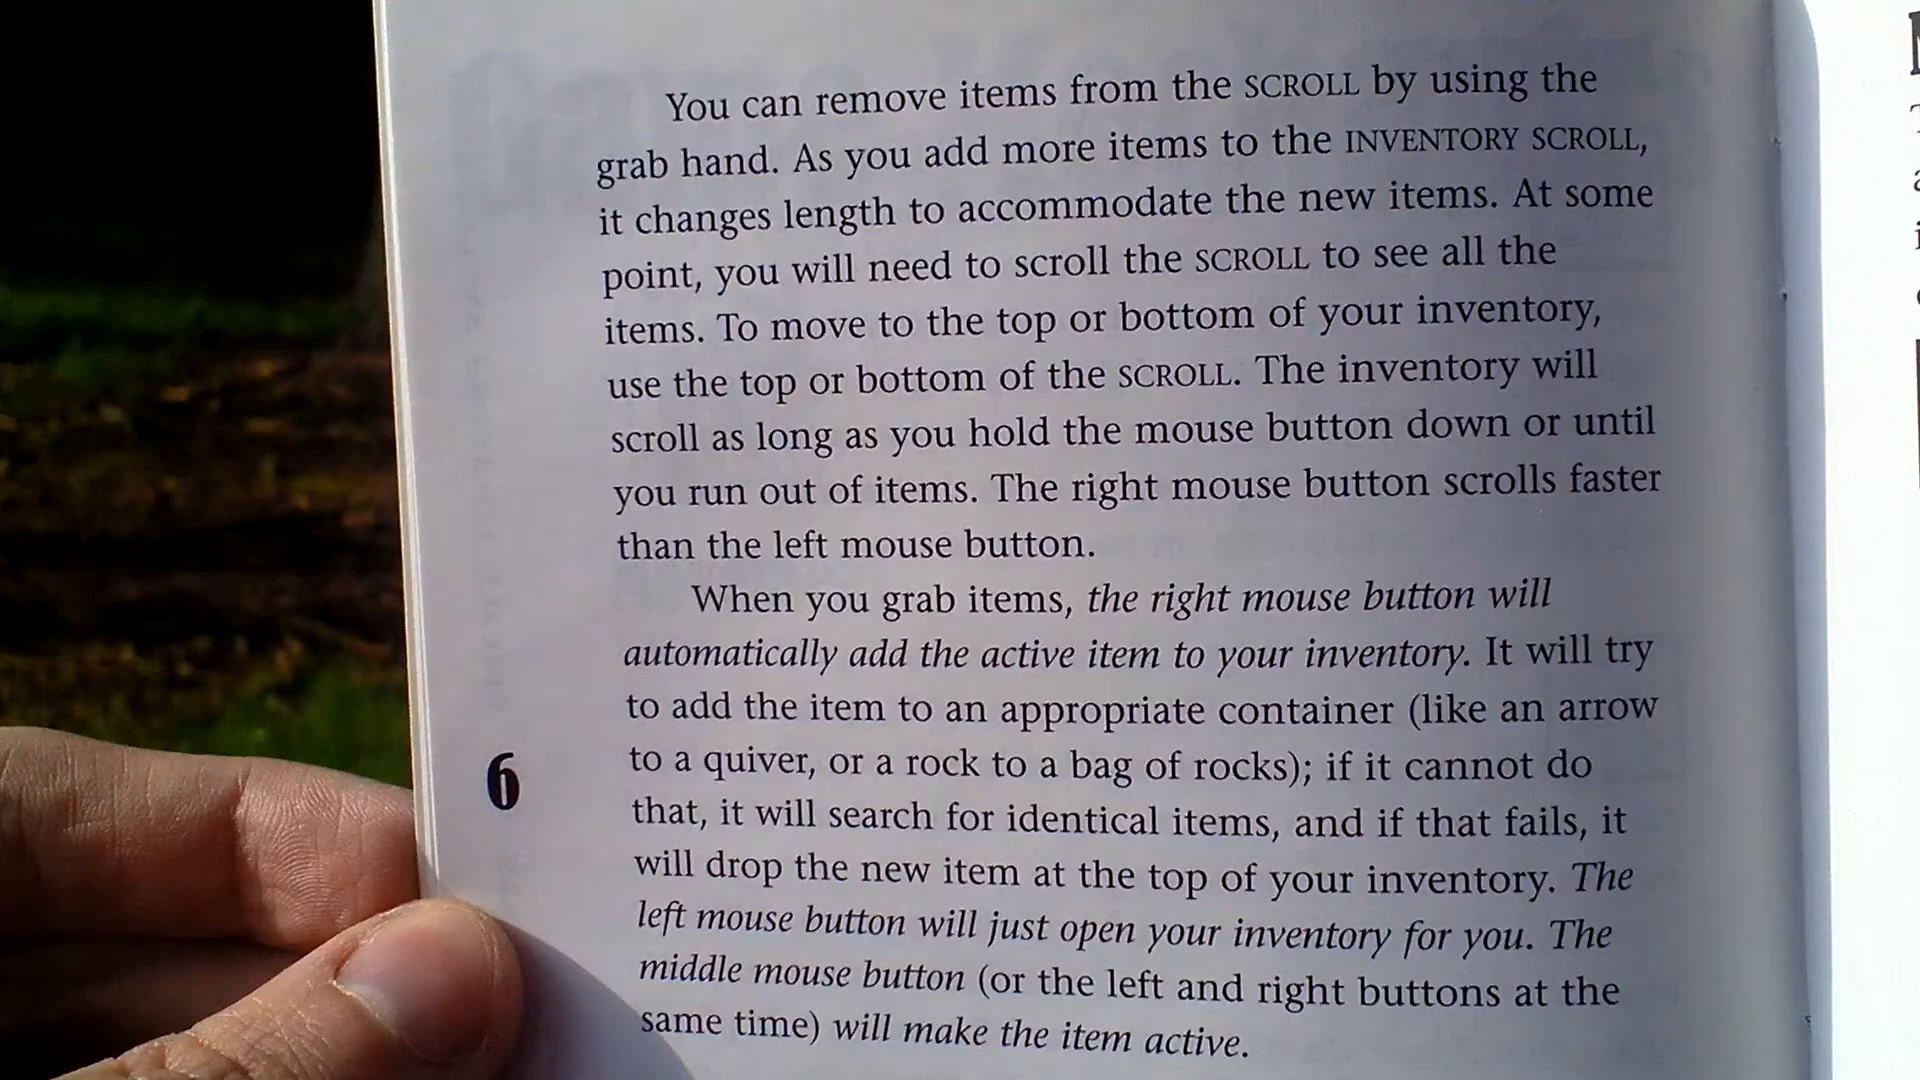 You can remove items from the SCROLL by using the
grab hand. As you add more items to the INVENTORY SCROLL,
it changes length to accommodate the new items. At some
point, you will need to scroll the SCROLL to see all the
items. To move to the top or bottom of your inventory,
use the top or bottom of the SCROLL. The inventory will
scroll as long as you hold the mouse button down or until
you run out of items. The right mouse button scrolls faster
than the left mouse button.
When you grab items, the right mouse button will
automatically add the active item to your inventory. It will try
to add the item to an appropriate container (like an arrow
to a quiver, or a rock to a bag of rocks); if it cannot do
that, it will search for identical items, and if that fails, it
will drop the new item at the top of your inventory. The
left mouse button will just open your inventory for you. The
middle mouse button (or the left and right buttons at the
same time) will make the item active.
6